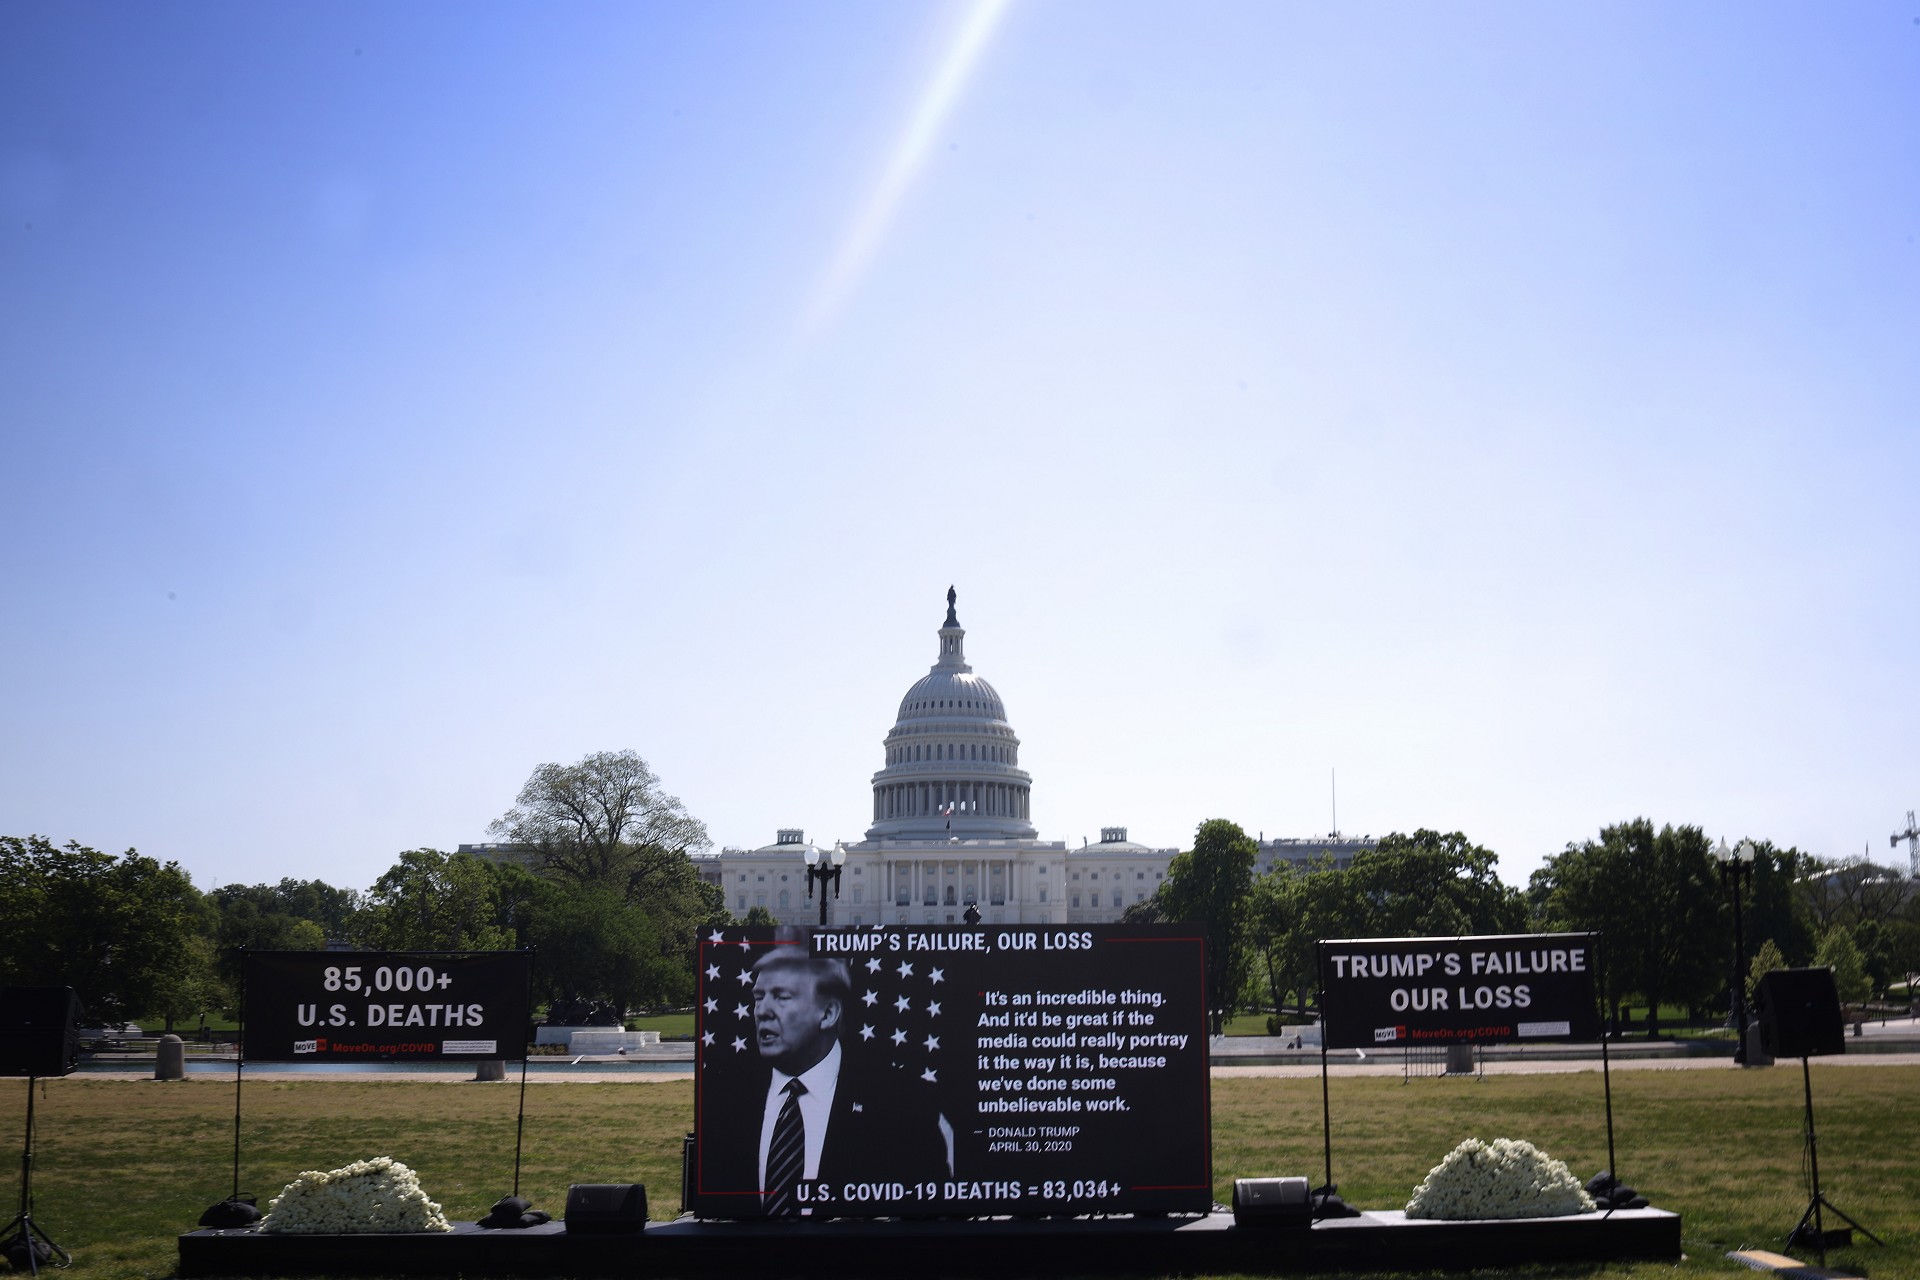 85,000+
U.S. DEATHS
MOVE
MoveOn.org/COVID
TRUMP'S FAILURE, OUR LOSS
"It's an incredible thing.
And it'd be great if the
media could really portray
it the way it is, because
we've done some
unbelievable work.
— DONALD TRUMP
APRIL 30, 2020
U.S. COVID-19 DEATHS = 83,034+
TRUMP'S FAILURE
OUR LOSS
MOVE
MoveOn.org/COVID